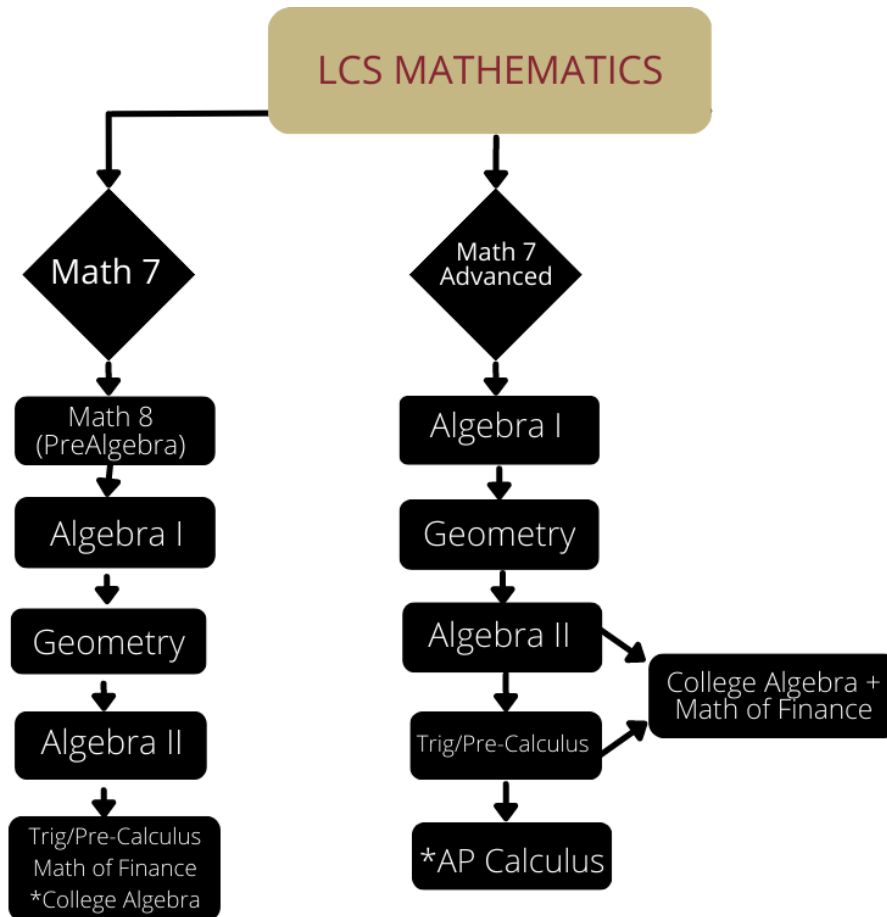 LCS MATHEMATICS
Math 7
Math 8
(PreAlgebra)
Algebra I
Geometry
Algebra II
Trig/Pre-Calculus
Math of Finance
*College Algebra
Math 7
Advanced
Algebra I
Geometry
Algebra II
Trig/Pre-Calculus
*AP Calculus
College Algebra +
Math of Finance